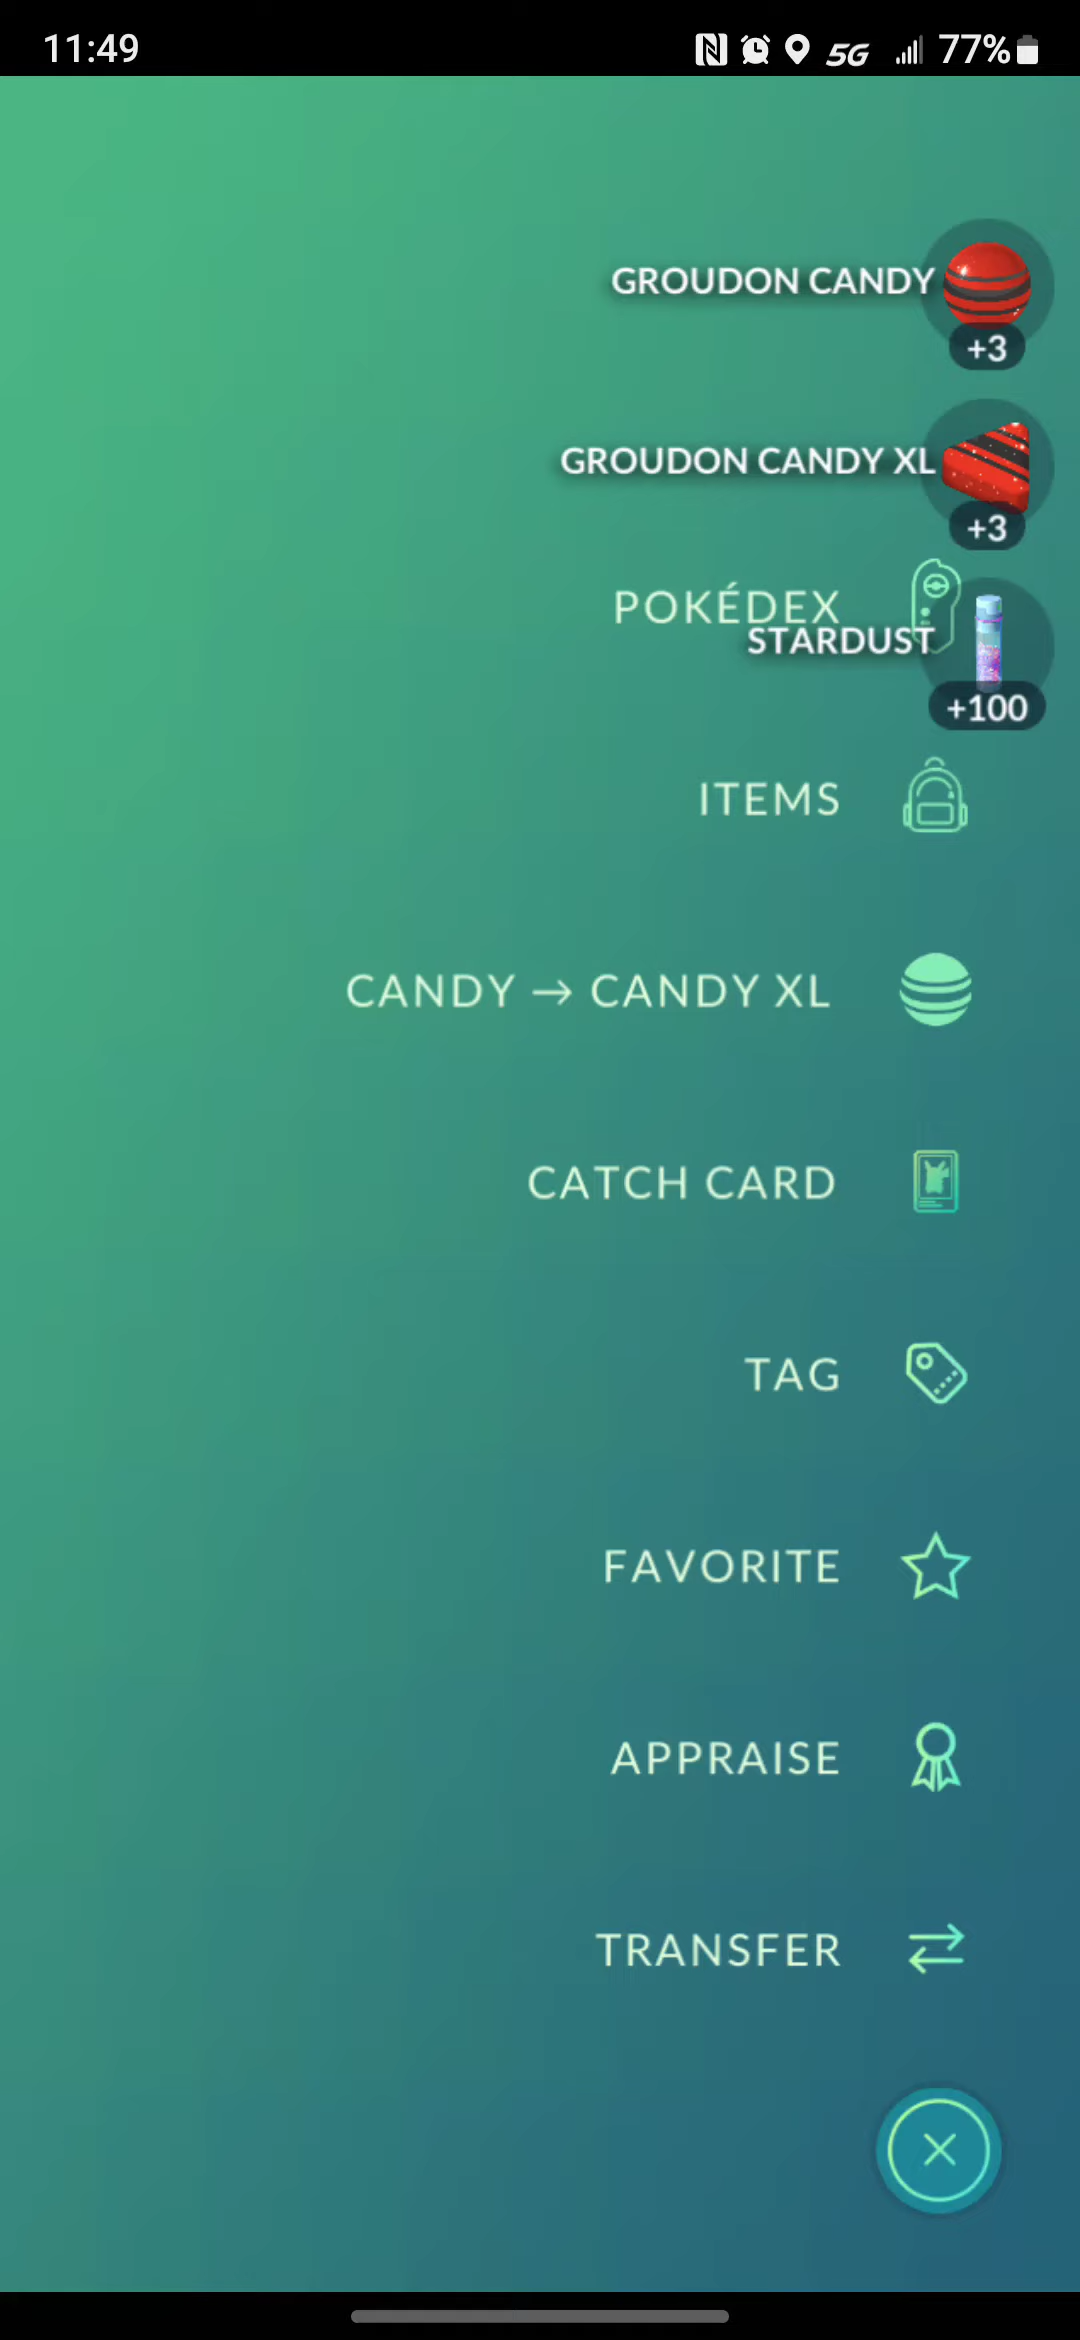 11:49
5G
77%
GROUDON CANDY
+3
GROUDON CANDY XL
+3
POKÉDEX
STARDUST
+100
ITEMS
CANDY → CANDY XL
CATCH CARD
TAG
FAVORITE
APPRAISE
TRANSFER